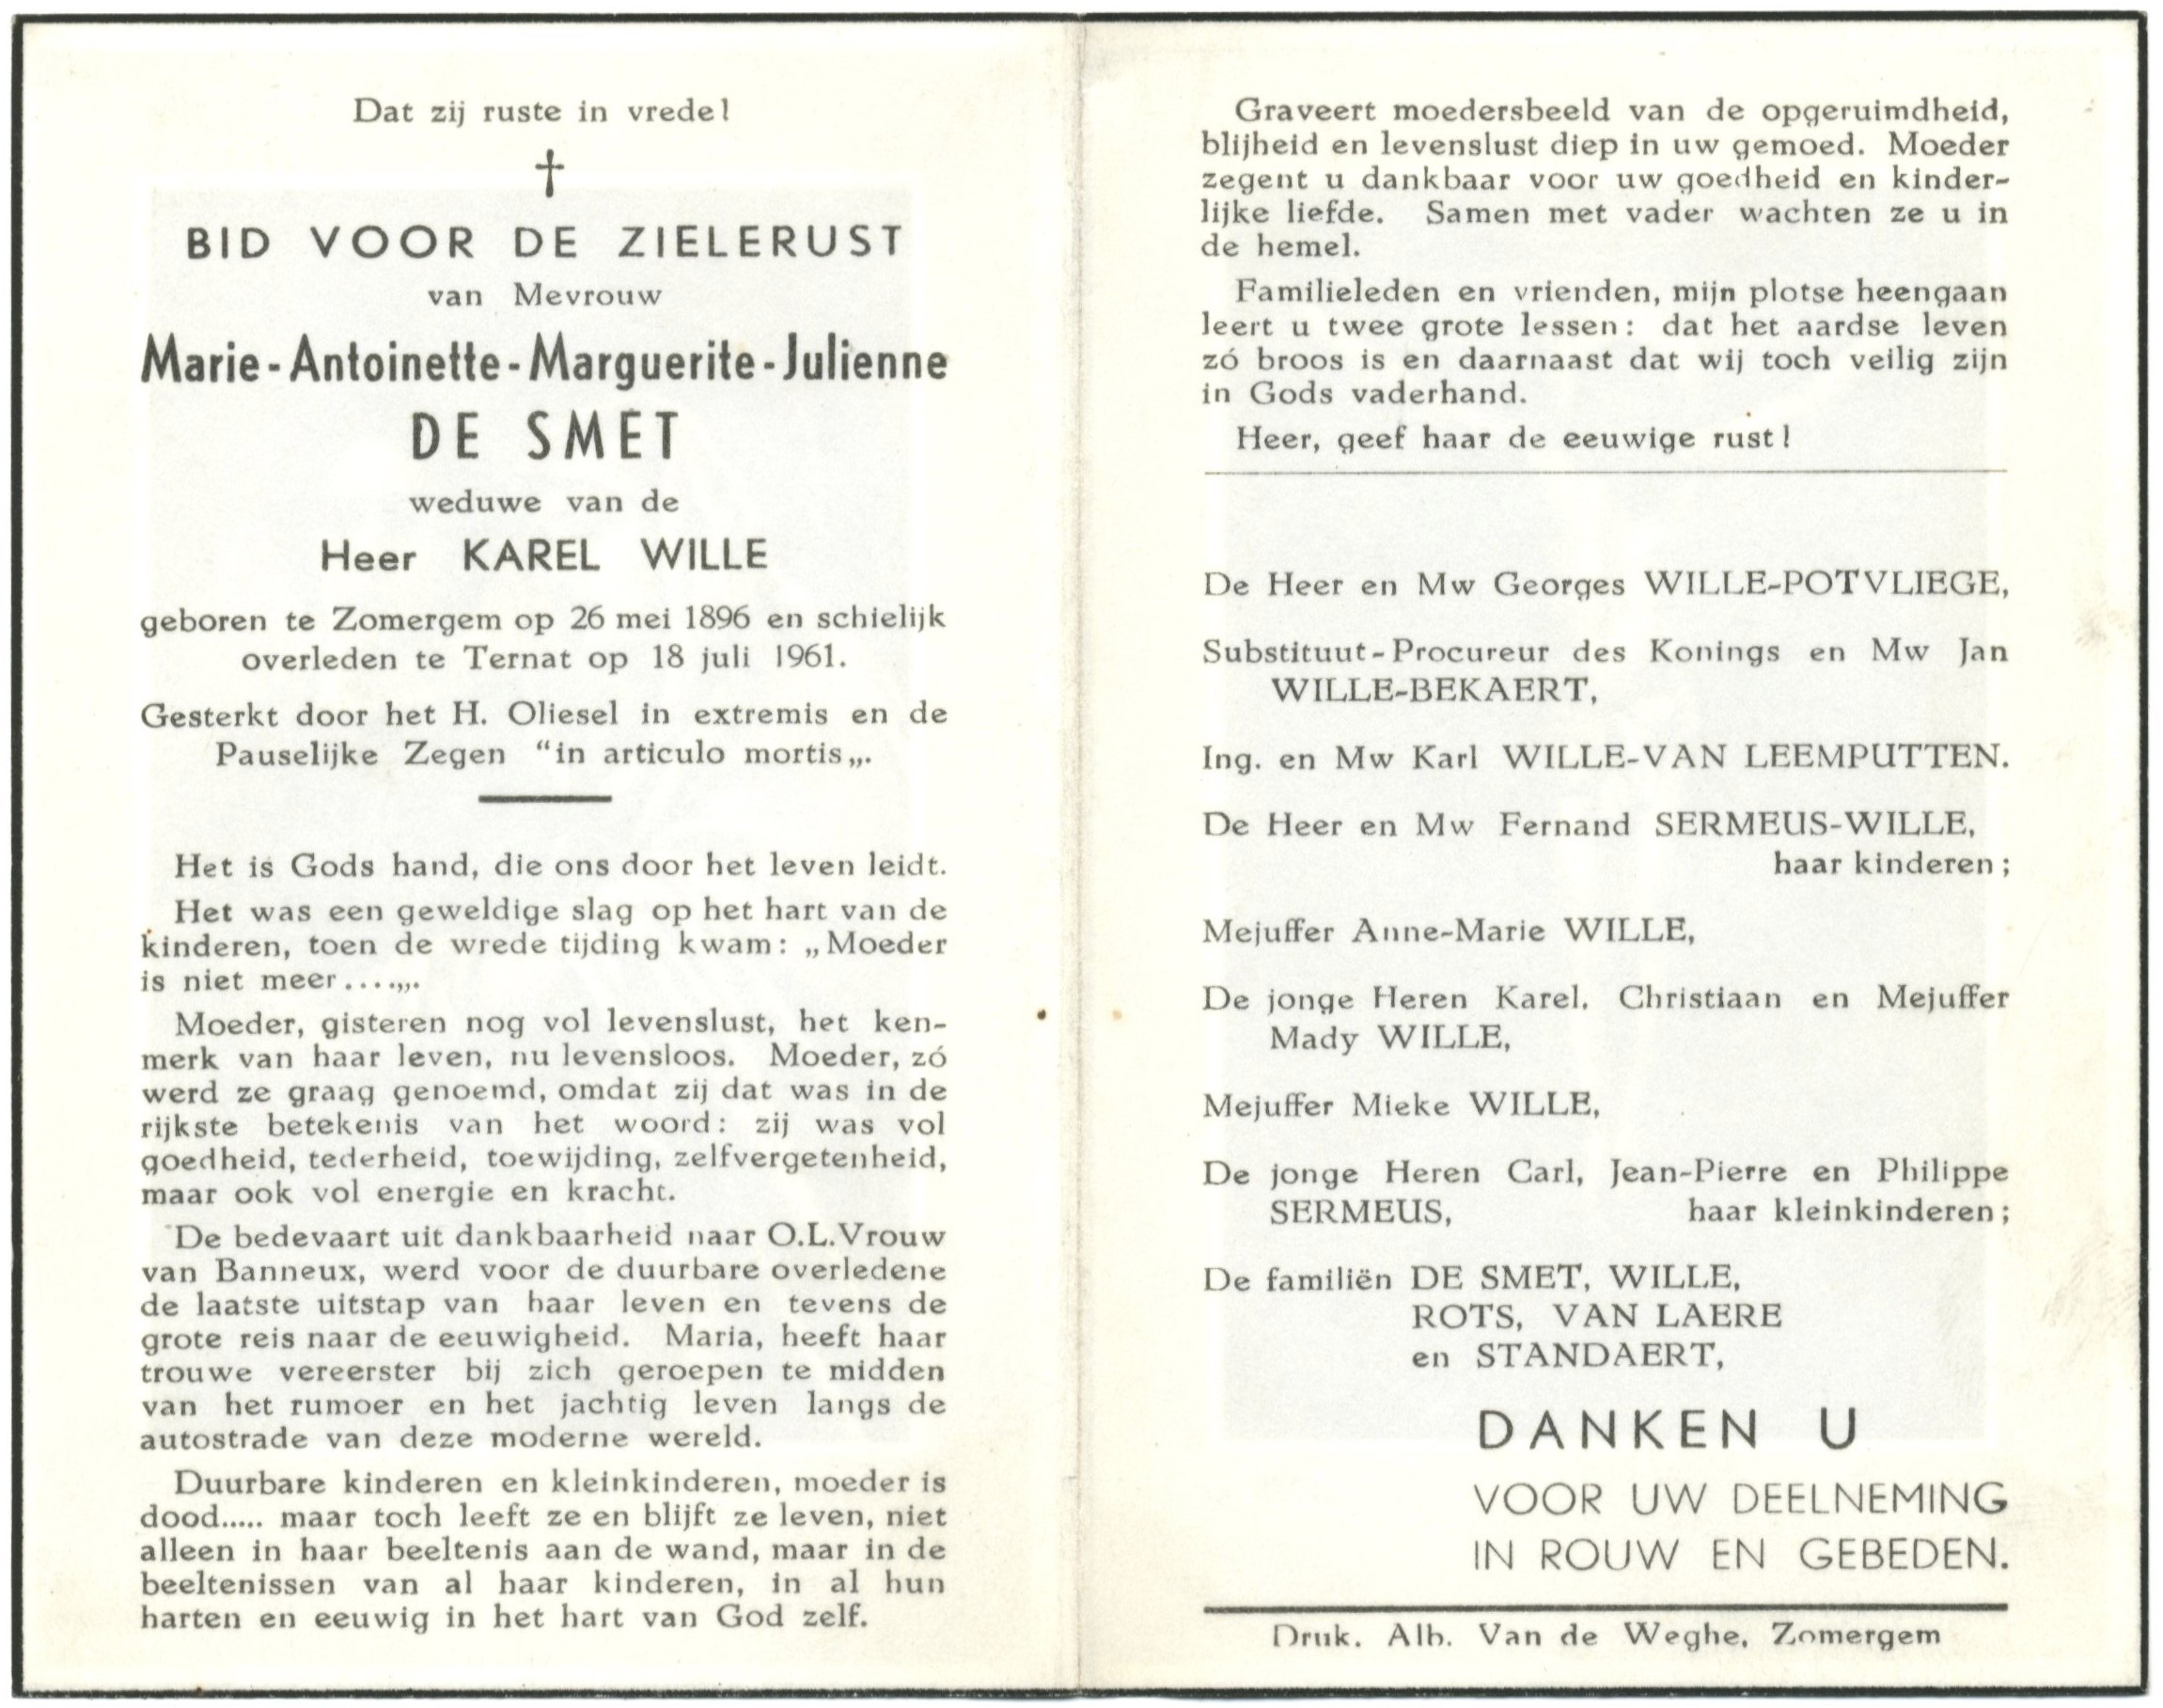 Dat zij ruste in vrede!
†
BID VOOR DE ZIELERUST
van Mevrouw
Marie-Antoinette-Marguerite-Julienne
DE SMET
weduwe van de
Heer KAREL WILLE
geboren te Zomergem op 26 mei 1896 en schielijk
overleden te Ternat op 18 juli 1961.
Gesterkt door het H. Oliesel in extremis en de
Pauselijke Zegen “in articulo mortis„.
Het is Gods hand, die ons door het leven leidt.
Het was een geweldige slag op het hart van de
kinderen, toen de wrede tijding kwam: „Moeder
is niet meer....„.
Moeder, gisteren nog vol levenslust, het ken-
merk van haar leven, nu levensloos. Moeder, zó
werd ze graag genoemd, omdat zij dat was in de
rijkste betekenis van het woord: zij was vol
goedheid, tederheid, toewijding, zelfvergetenheid,
maar ook vol energie en kracht.
De bedevaart uit dankbaarheid naar O.L.Vrouw
van Banneux, werd voor de duurbare overledene
de laatste uitstap van haar leven en tevens de
grote reis naar de eeuwigheid. Maria, heeft haar
trouwe vereerster bij zich geroepen te midden
van het rumoer en het jachtig leven langs de
autostrade van deze moderne wereld.
Duurbare kinderen en kleinkinderen, moeder is
dood..... maar toch leeft ze en blijft ze leven, niet
alleen in haar beeltenis aan de wand, maar in de
beeltenissen van al haar kinderen, in al hun
harten en eeuwig in het hart van God zelf.
Graveert moedersbeeld van de opgeruimdheid,
blijheid en levenslust diep in uw gemoed. Moeder
zegent u dankbaar voor uw goedheid en kinder-
lijke liefde. Samen met vader wachten ze u in
de hemel.
Familieleden en vrienden, mijn plotse heengaan
leert u twee grote lessen: dat het aardse leven
zó broos is en daarnaast dat wij toch veilig zijn
in Gods vaderhand.
Heer, geef haar de eeuwige rust!
De Heer en Mw Georges WILLE-POTVLIEGE,
Substituut-Procureur des Konings en Mw Jan
WILLE-BEKAERT,
Ing. en Mw Karl WILLE-VAN LEEMPUTTEN.
De Heer en Mw Fernand SERMEUS-WILLE,
haar kinderen;
Mejuffer Anne-Marie WILLE,
De jonge Heren Karel, Christiaan en Mejuffer
Mady WILLE,
Mejuffer Mieke WILLE,
De jonge Heren Carl, Jean-Pierre en Philippe
SERMEUS, haar kleinkinderen;
De familiën DE SMET, WILLE,
ROTS, VAN LAERE
en STANDAERT,
DANKEN U
VOOR UW DEELNEMING
IN ROUW EN GEBEDEN.
Druk. Alb. Van de Weghe, Zomergem